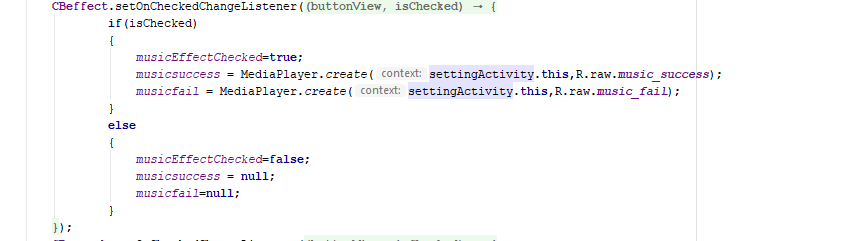 CBeffect.setOnCheckedChangeListener((buttonView, isChecked) → {
if(isChecked)
{
musicEffectChecked=true;
musicsuccess = MediaPlayer.create( context: settingActivity.this,R.raw.music_success);
musicfail = MediaPlayer.create( context: settingActivity.this,R.raw.music_fail);
}
else
{
musicEffectChecked=false;
musicsuccess = null;
musicfail=null;
}
});